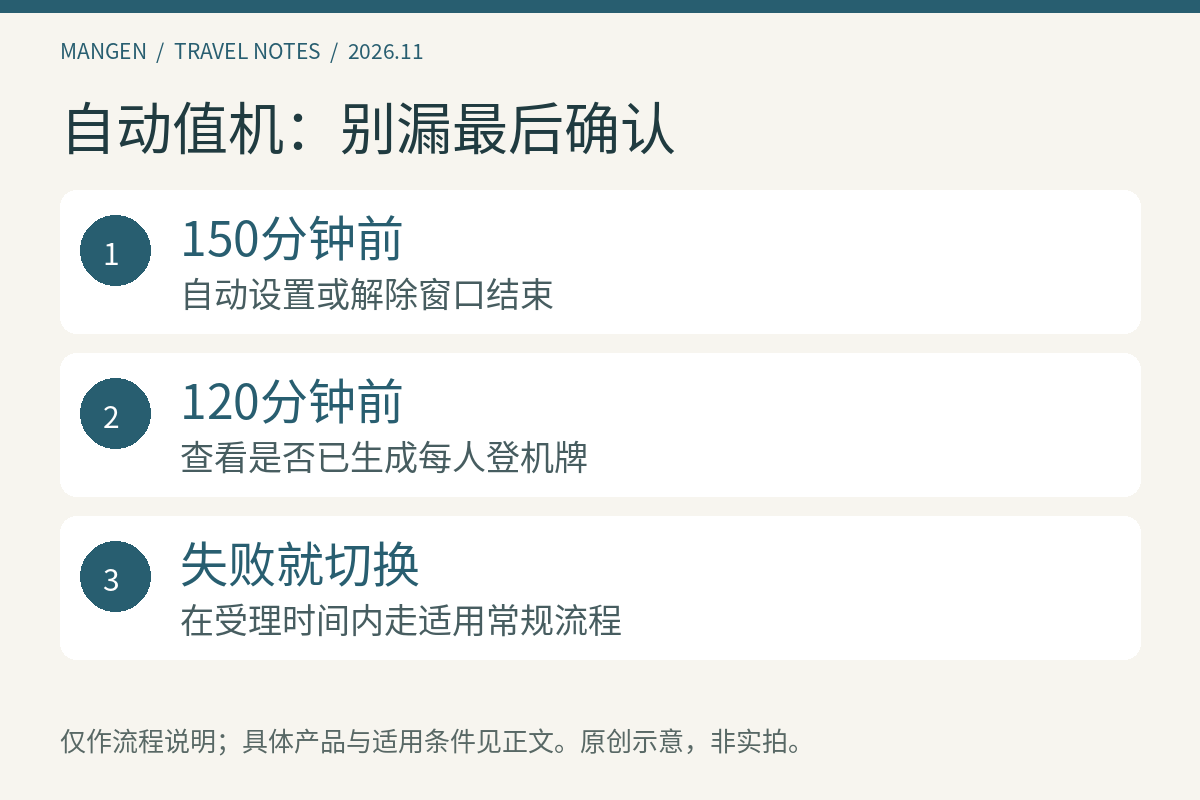 MANGEN / TRAVEL NOTES / 2026.11
自动值机：别漏最后确认
1
150分钟前
自动设置或解除窗口结束
2
120分钟前
查看是否已生成每人登机牌
3
失败就切换
在受理时间内走适用常规流程
仅作流程说明；具体产品与适用条件见正文。原创示意，非实拍。